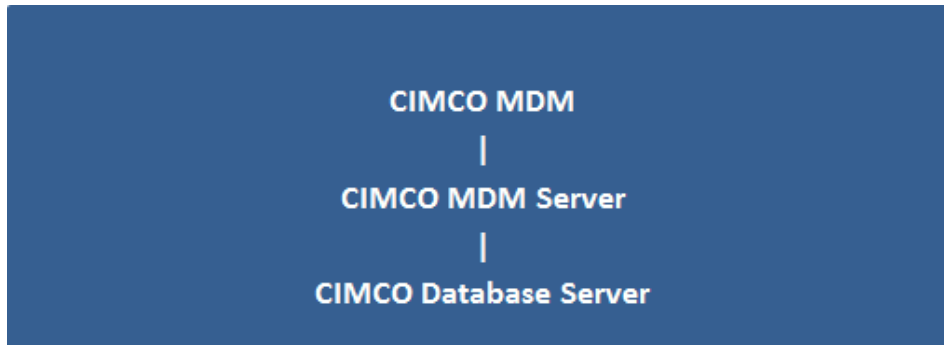 CIMCO MDM
|
CIMCO MDM Server
|
CIMCO Database Server